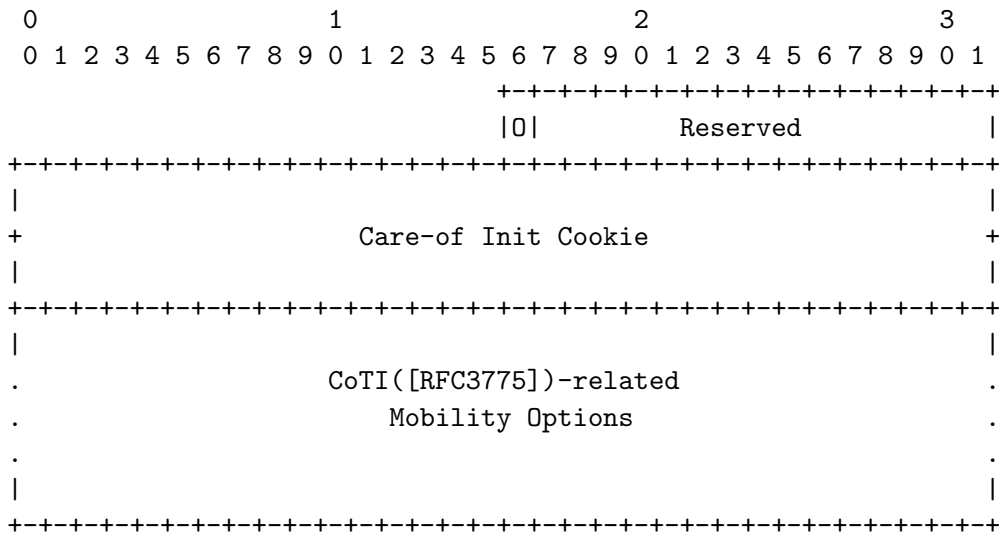 0                   1                   2                   3
0 1 2 3 4 5 6 7 8 9 0 1 2 3 4 5 6 7 8 9 0 1 2 3 4 5 6 7 8 9 0 1
                                +-+-+-+-+-+-+-+-+-+-+-+-+-+-+-+-+
                                |O|         Reserved            |
+-+-+-+-+-+-+-+-+-+-+-+-+-+-+-+-+-+-+-+-+-+-+-+-+-+-+-+-+-+-+-+-+
|                                                               |
+                       Care-of Init Cookie                     +
|                                                               |
+-+-+-+-+-+-+-+-+-+-+-+-+-+-+-+-+-+-+-+-+-+-+-+-+-+-+-+-+-+-+-+-+
|                                                               |
.                     CoTI([RFC3775])-related                   .
.                         Mobility Options                      .
.                                                               .
|                                                               |
+-+-+-+-+-+-+-+-+-+-+-+-+-+-+-+-+-+-+-+-+-+-+-+-+-+-+-+-+-+-+-+-+